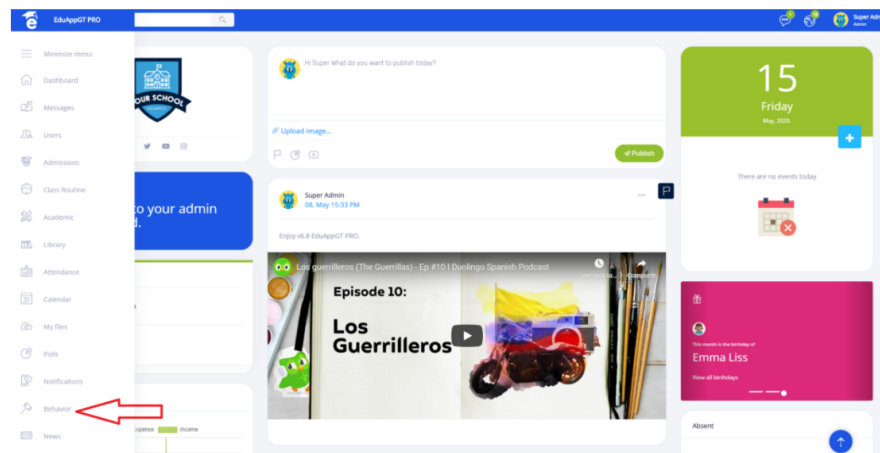 EduAppGT PRO
Super Adm
Admin
Minimize menu
Dashboard
Messages
Users
Admissions
Class Routine
Academic
Library
Attendance
Calendar
My files
Polls
Notifications
Behavior
News
OUR SCHOOL
o your admin
Expense
Income
Hi Super What do you want to publish today?
Upload image...
Publish
Super Admin
08. May 15:33 PM
Enjoy v6.8 EduAppGT PRO.
Los guerrilleros (The Guerrillas) - Ep #10 I Duolingo Spanish Podcast
Compartir
Episode 10:
Los
Guerrilleros
15
Friday
May, 2020.
There are no events today
This month is the birthday of
Emma Liss
View all birthdays
Absent